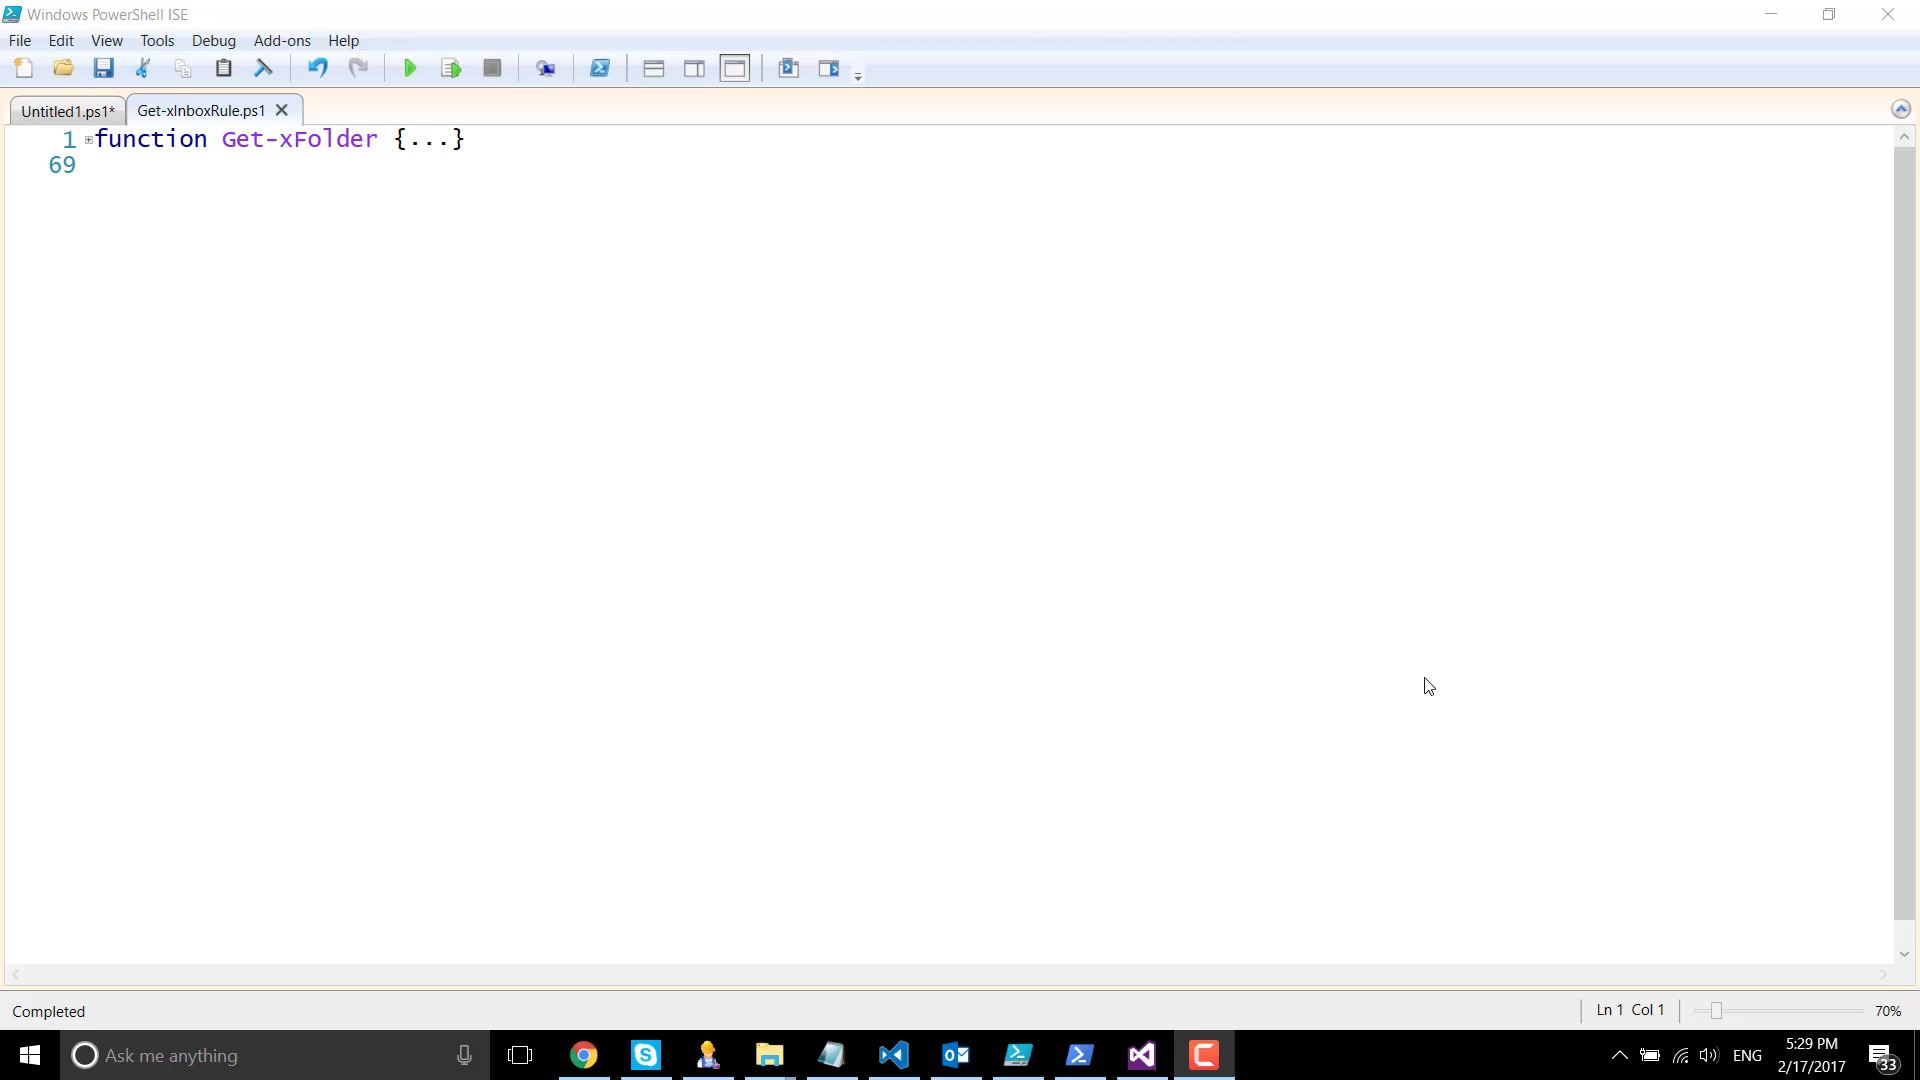 Windows PowerShell ISE
File Edit View Tools Debug Add-ons Help
Untitled1.ps1* Get-xInboxRule.ps1
1 function Get-xFolder {...}
69
Completed
Ln 1 Col 1
70%
Ask me anything
ENG
5:29 PM
2/17/2017
33